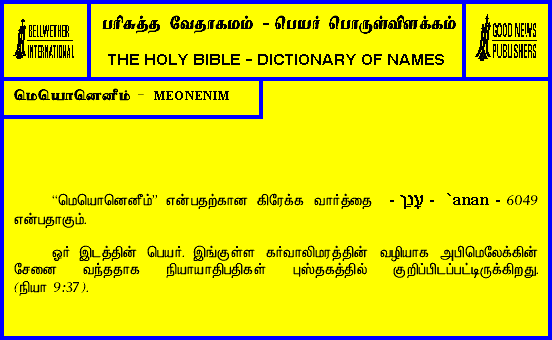 BELLWETHER
INTERNATIONAL
பரிசுத்த வேதாகமம் - பெயர் பொருள்விளக்கம்
THE HOLY BIBLE - DICTIONARY OF NAMES
GOOD NEWS
PUBLISHERS
மெயொனெனீம் - MEONENIM
“மெயொனெனீம்” என்பதற்கான கிரேக்க வார்த்தை - עָנַן - `anan - 6049
என்பதாகும்.
ஓர் இடத்தின் பெயர். இங்குள்ள கர்வாலிமரத்தின் வழியாக அபிமெலேக்கின்
சேனை வந்ததாக நியாயாதிபதிகள் புஸ்தகத்தில் குறிப்பிடப்பட்டிருக்கிறது.
(நியா 9:37).